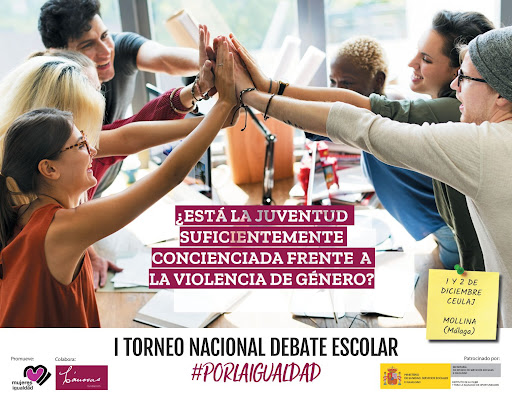 ¿ESTÁ LA JUVENTUD
SUFICIENTEMENTE
CONCIENCIADA FRENTE A
LA VIOLENCIA DE GÉNERO?
1 Y 2 DE
DICIEMBRE
CEULAJ
MOLLINA
(Málaga)
I TORNEO NACIONAL DEBATE ESCOLAR
#PORLAIGUALDAD
Promueve:
mujeres
igualdad
Colabora:
Cánovas
Patrocinado por: